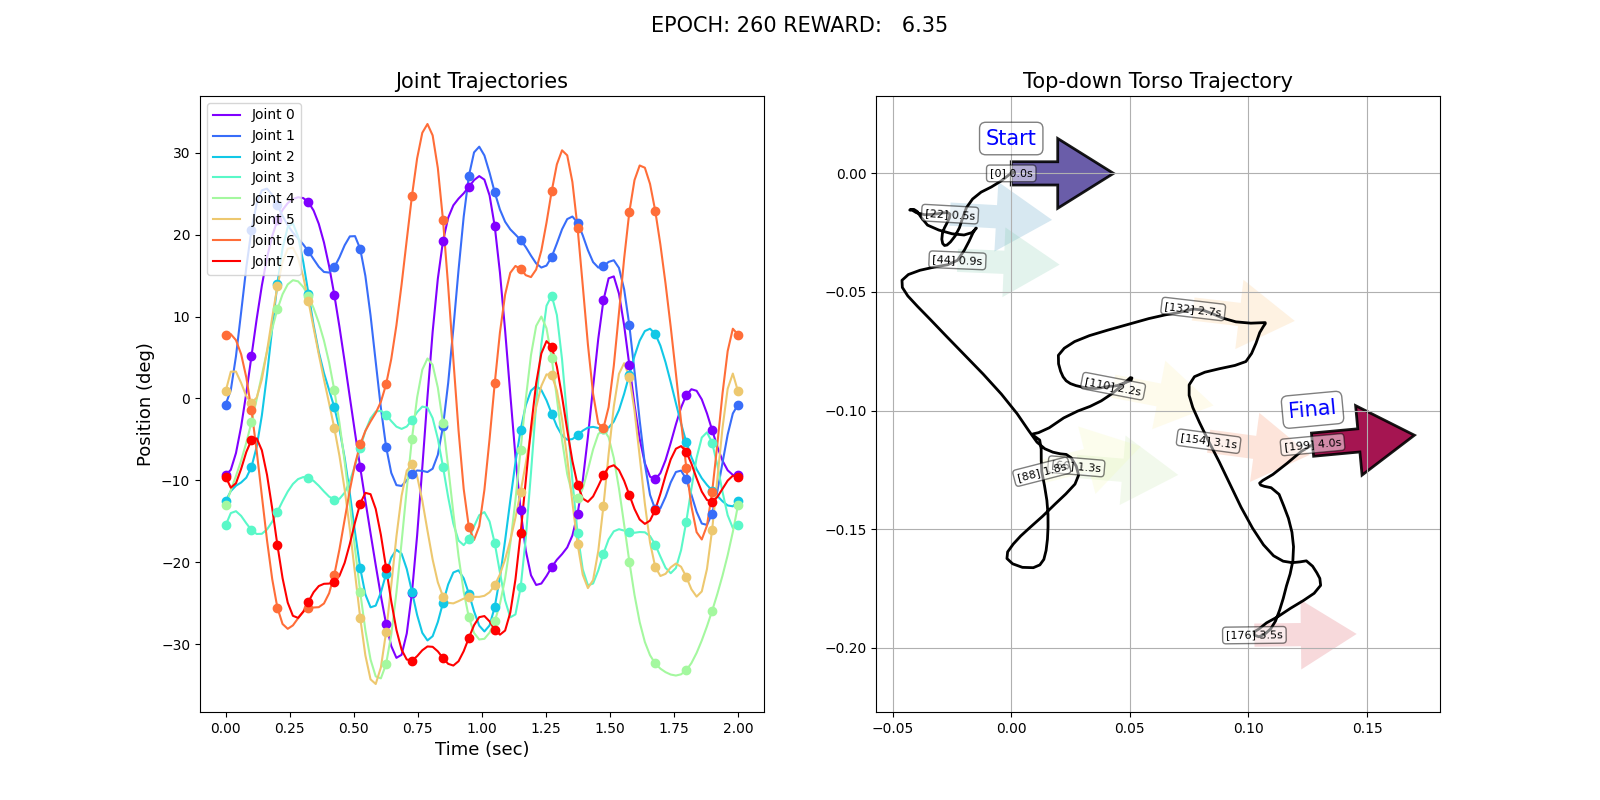 EPOCH: 260 REWARD:   6.35
Joint Trajectories
Joint 0
Joint 1
Joint 2
Joint 3
Joint 4
Joint 5
Joint 6
Joint 7
30
20
10
0
−10
−20
−30
Position (deg)
0.00 0.25 0.50 0.75 1.00 1.25 1.50 1.75 2.00
Time (sec)
Top-down Torso Trajectory
Start
[0] 0.0s
[22] 0.5s
[44] 0.9s
[132] 2.7s
[110] 2.2s
Final
[154] 3.1s
[199] 4.0s
[88] 1.8s
1.3s
[176] 3.5s
0.00
−0.05
−0.10
−0.15
−0.20
−0.05 0.00 0.05 0.10 0.15